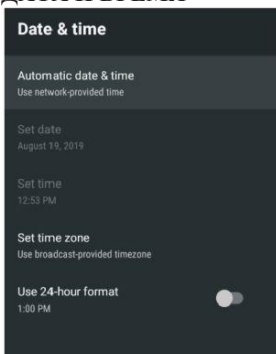 Date & time
Automatic date & time
Use network-provided time
Set date
August 19, 2019
Set time
12:53 PM
Set time zone
Use broadcast-provided timezone
Use 24-hour format
1:00 PM